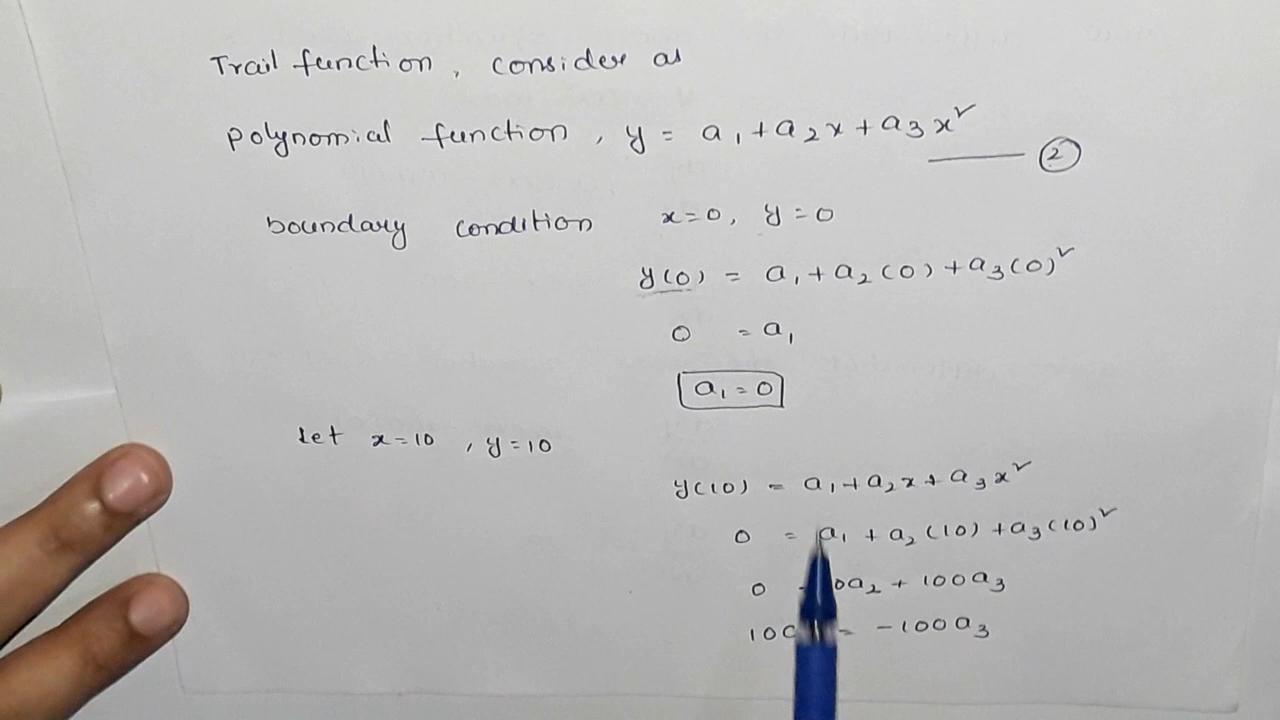 Trail function, consider as
polynomial function, y = a₁ + a₂x + a₃x²
②
boundary condition x=0, y=0
y(0) = a₁ + a₂(0) + a₃(0)²
0 = a₁
a₁ = 0
Let x=10, y=10
y(10) = a₁ + a₂x + a₃x²
0 = a₁ + a₂(10) + a₃(10)²
0 0a₂ + 100a₃
10 = -100a₃